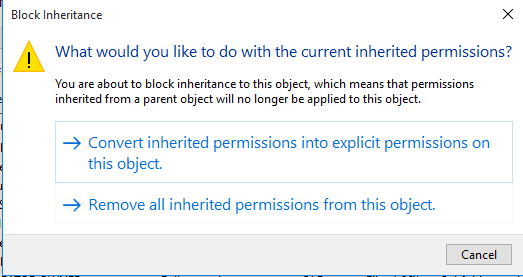 Block Inheritance
What would you like to do with the current inherited permissions?
You are about to block inheritance to this object, which means that permissions
inherited from a parent object will no longer be applied to this object.
Convert inherited permissions into explicit permissions on
this object.
Remove all inherited permissions from this object.
Cancel